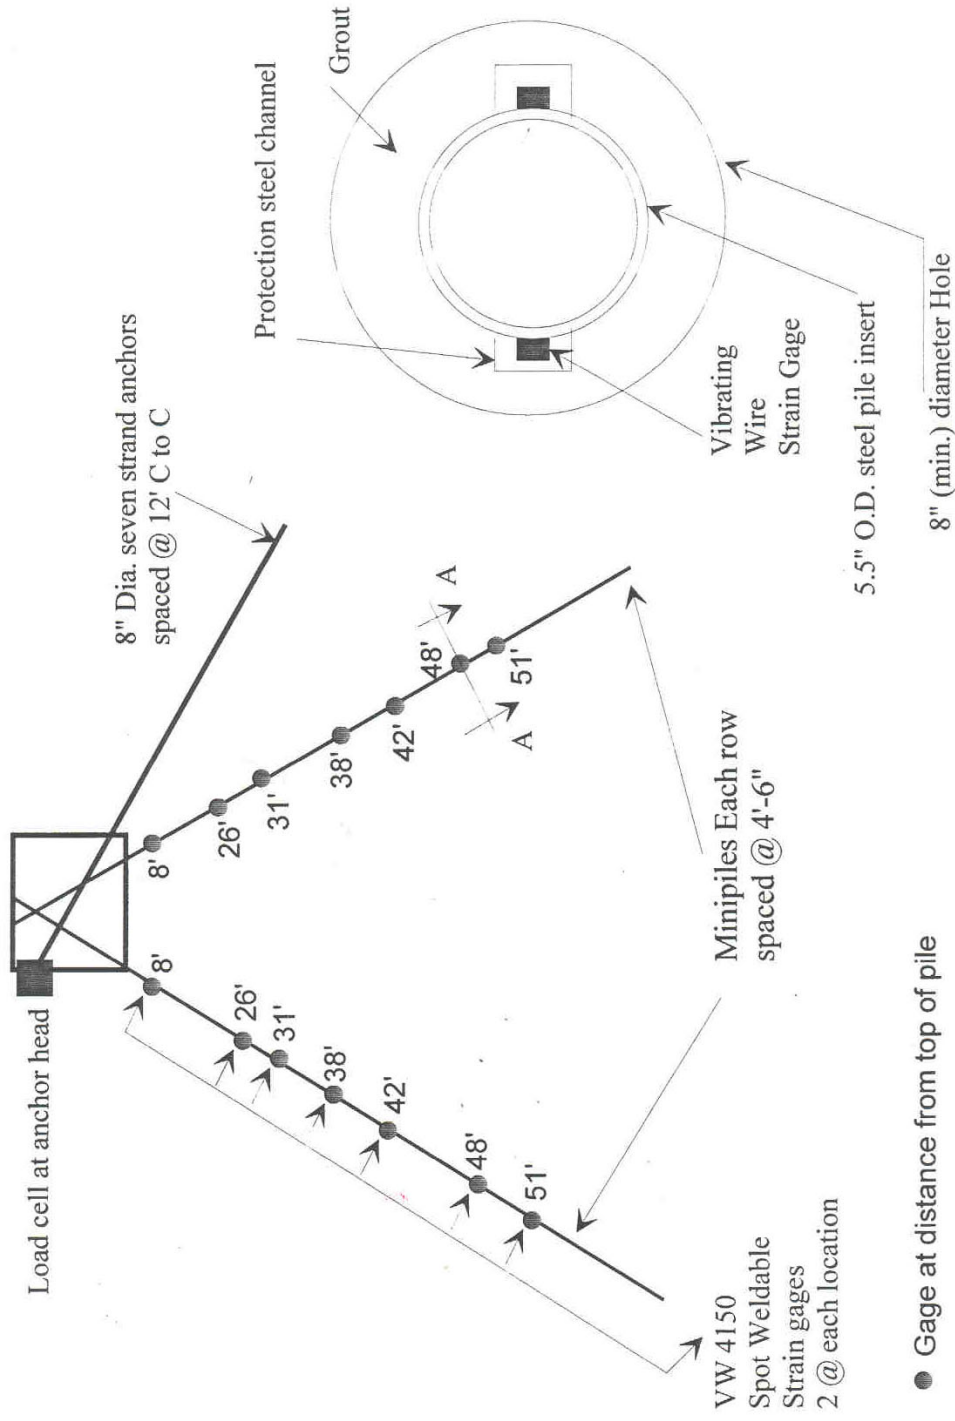 Load cell at anchor head
8" Dia. seven strand anchors
spaced @ 12' C to C
8'
26'
31'
38'
42'
48'
51'
8'
26'
31'
38'
42'
48'
51'
A
A
VW 4150
Spot Weldable
Strain gages
2 @ each location
Minipiles Each row
spaced @ 4'-6"
● Gage at distance from top of pile
Protection steel channel
Grout
Vibrating
Wire
Strain Gage
5.5" O.D. steel pile insert
8" (min.) diameter Hole